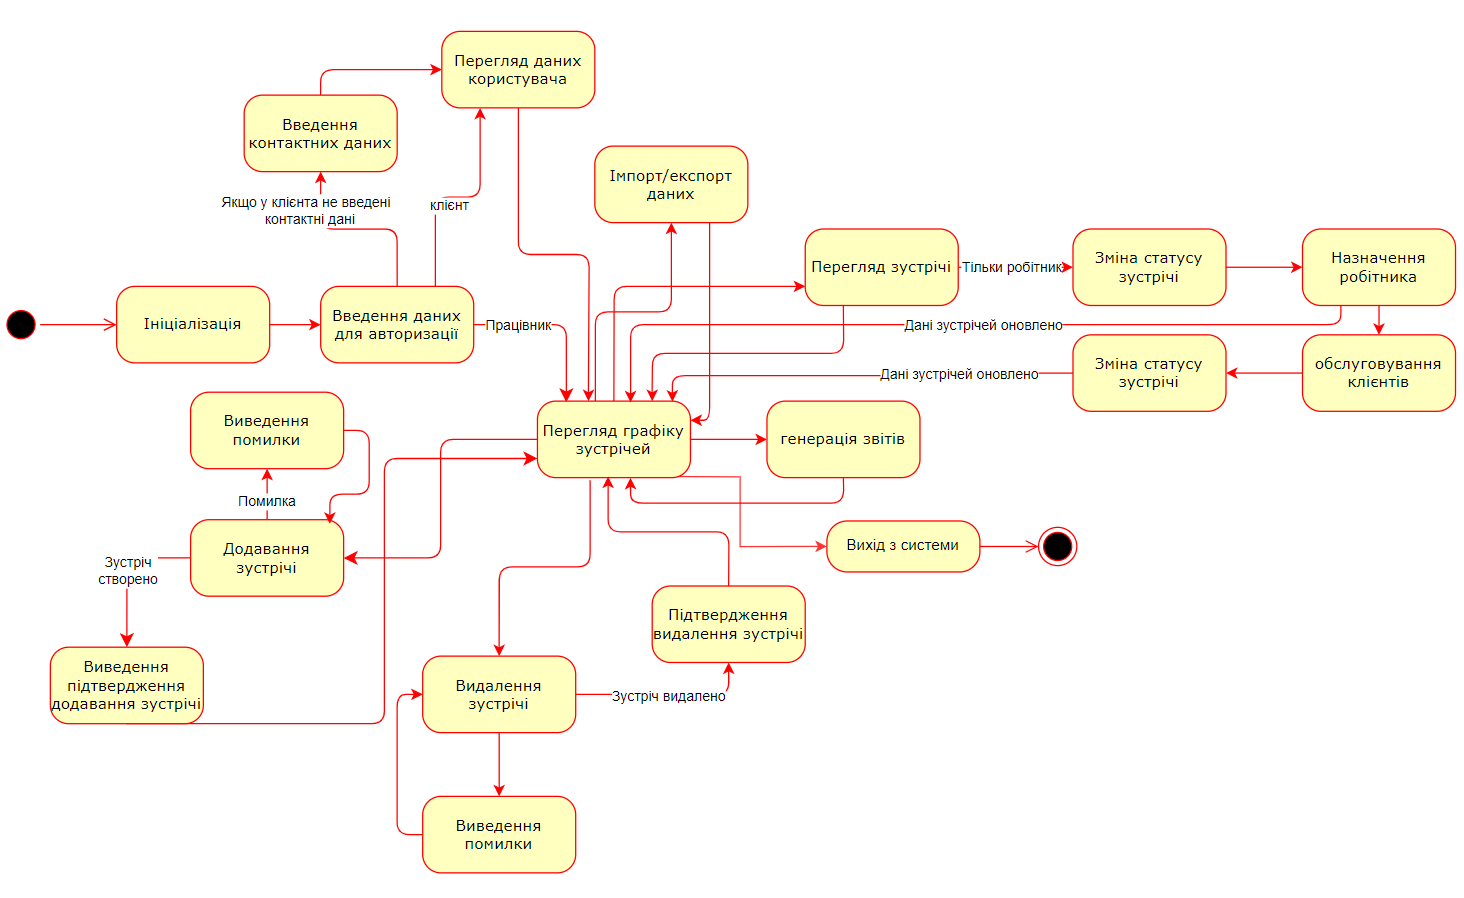 Перегляд даних
користувача
Введення
контактних даних
Імпорт/експорт
даних
Якщо у клієнта не введені
контактні дані
клієнт
Перегляд зустрічі
Тільки робітник
Зміна статусу
зустрічі
Назначення
робітника
Ініціалізація
Введення даних
для авторизації
Працівник
Дані зустрічей оновлено
Зміна статусу
зустрічі
обслуговування
клієнтів
Дані зустрічей оновлено
Виведення
помилки
Перегляд графіку
зустрічей
генерація звітів
Помилка
Додавання
зустрічі
Вихід з системи
Зустріч
створено
Підтвердження
видалення зустрічі
Виведення
підтвердження
додавання зустрічі
Видалення
зустрічі
Зустріч видалено
Виведення
помилки